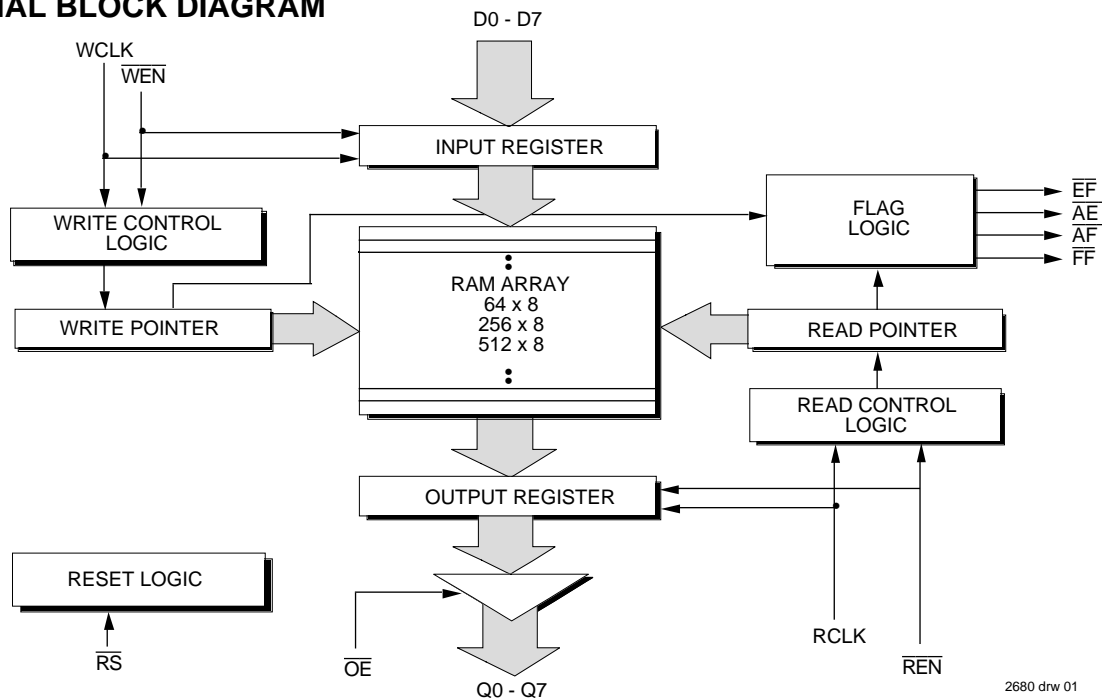 NAL BLOCK DIAGRAM
D0 - D7
WCLK
WEN
INPUT REGISTER
WRITE CONTROL
LOGIC
FLAG
LOGIC
EF
AE
AF
FF
RAM ARRAY
64 x 8
256 x 8
512 x 8
WRITE POINTER
READ POINTER
READ CONTROL
LOGIC
OUTPUT REGISTER
RESET LOGIC
RS
OE
RCLK
REN
Q0 - Q7
2680 drw 01